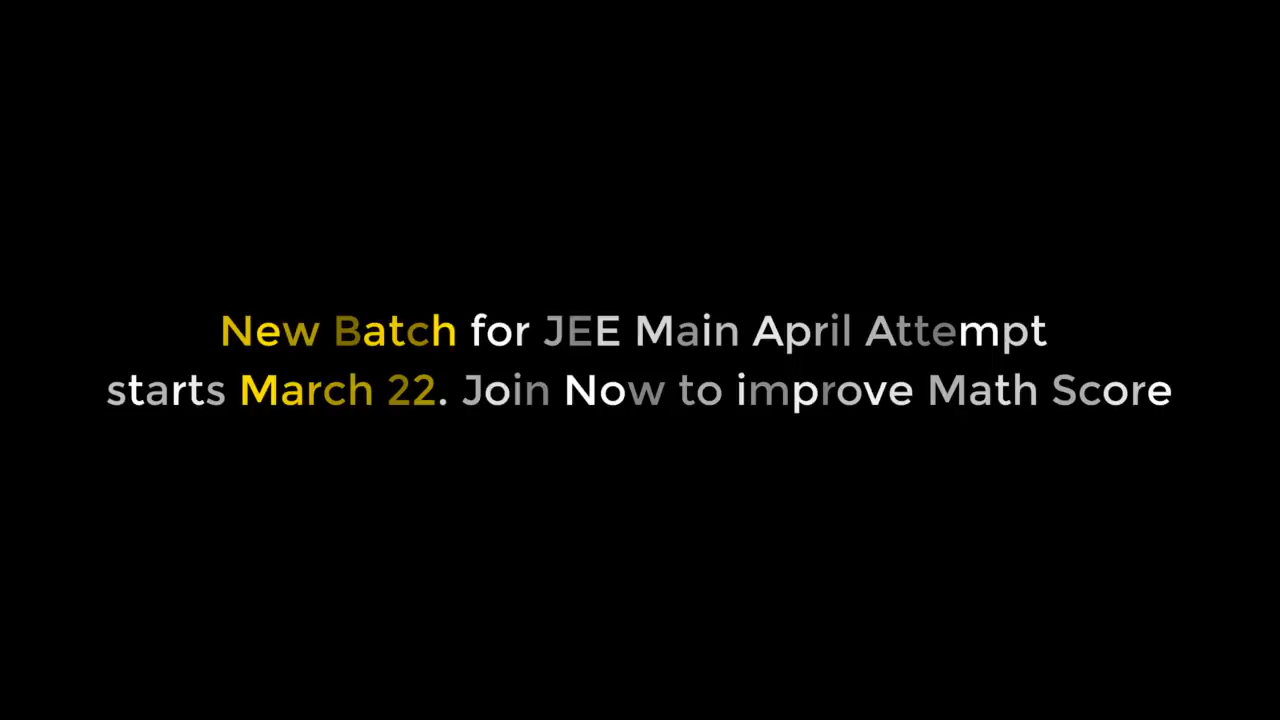 New Batch for JEE Main April Attempt
starts March 22. Join Now to improve Math Score